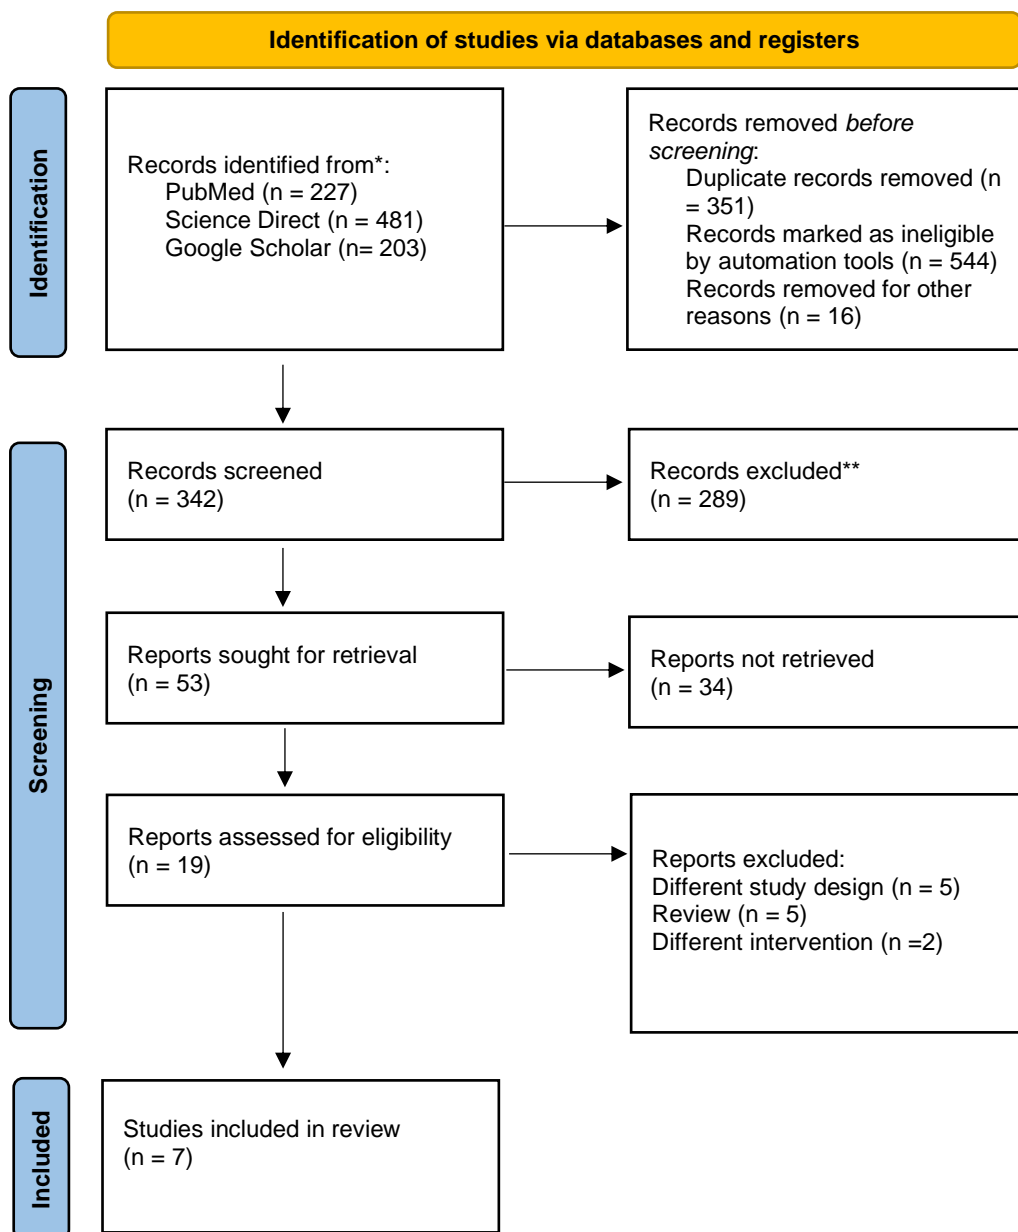 Identification of studies via databases and registers
Identification
Records identified from*:
PubMed (n = 227)
Science Direct (n = 481)
Google Scholar (n= 203)
Records removed before
screening:
Duplicate records removed (n
= 351)
Records marked as ineligible
by automation tools (n = 544)
Records removed for other
reasons (n = 16)
Screening
Records screened
(n = 342)
Records excluded**
(n = 289)
Reports sought for retrieval
(n = 53)
Reports not retrieved
(n = 34)
Reports assessed for eligibility
(n = 19)
Reports excluded:
Different study design (n = 5)
Review (n = 5)
Different intervention (n =2)
Included
Studies included in review
(n = 7)